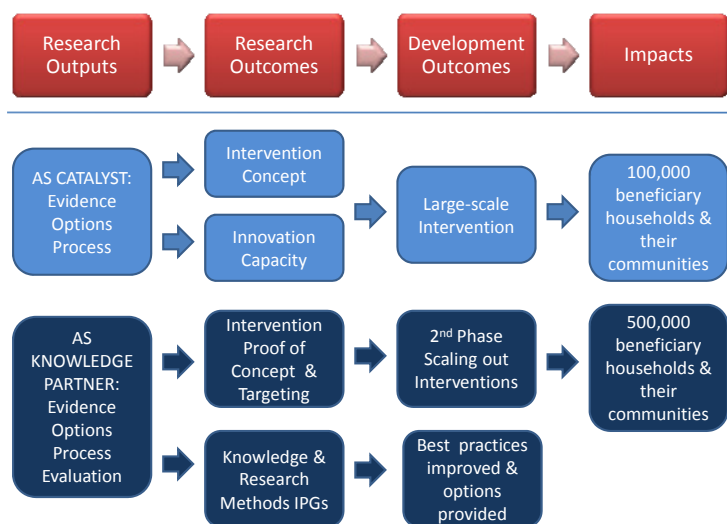 Research
Outputs
Research
Outcomes
Development
Outcomes
Impacts
AS CATALYST:
Evidence
Options
Process
Intervention
Concept
Innovation
Capacity
Large-scale
Intervention
100,000
beneficiary
households &
their
communities
AS
KNOWLEDGE
PARTNER:
Evidence
Options
Process
Evaluation
Intervention
Proof of
Concept &
Targeting
2nd Phase
Scaling out
Interventions
500,000
beneficiary
households &
their
communities
Knowledge &
Research
Methods IPGs
Best practices
improved &
options
provided